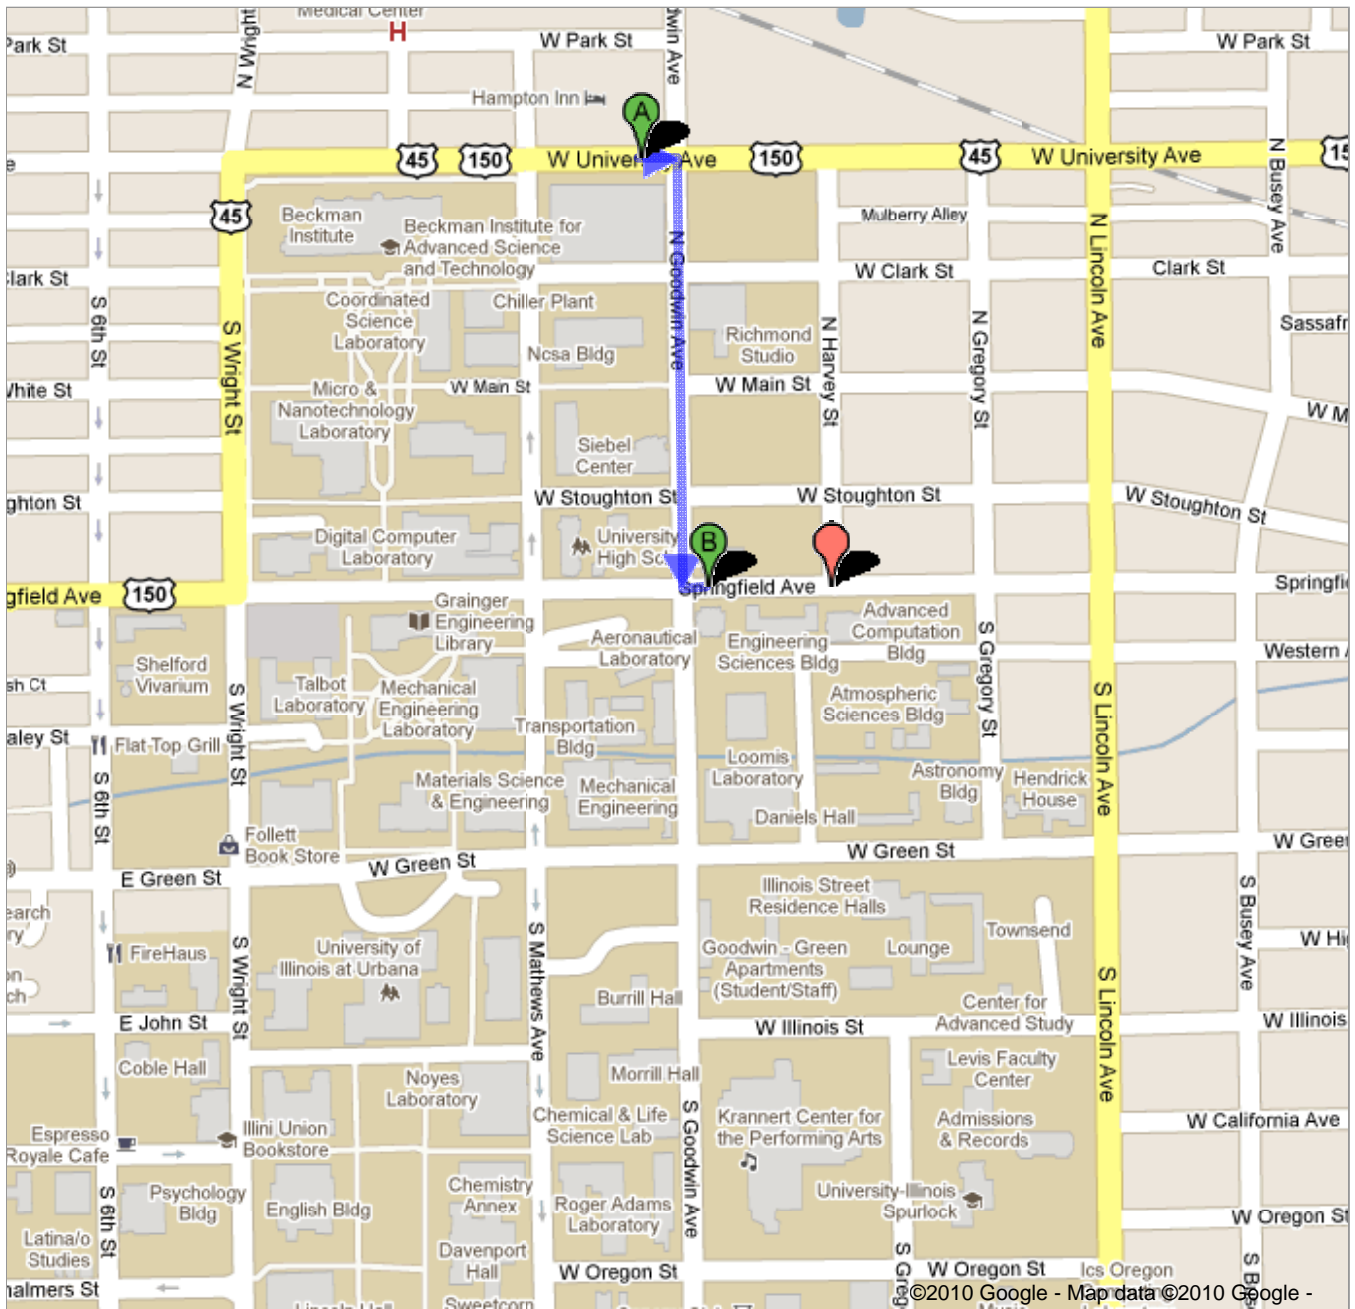 Medical Center
H
Park St
N Wright
W Park St
dwin Ave
W Park St
Hampton Inn
A
45
150
W University Ave
150
45
W University Ave
15
N Busey Ave
45
Beckman
Institute
Beckman Institute for
Advanced Science
and Technology
Mulberry Alley
N Lincoln Ave
N Goodwin Ave
Clark St
W Clark St
Clark St
S 6th St
S Wright St
Coordinated
Science
Laboratory
Chiller Plant
Ncsa Bldg
Richmond
Studio
N Harvey St
N Gregory St
Sassafr
White St
Micro &
Nanotechnology
Laboratory
W Main St
W Main St
W M
Siebel
Center
ghton St
W Stoughton St
W Stoughton St
W Stoughton St
Digital Computer
Laboratory
University
High Sc
B
gfield Ave
150
Springfield Ave
Springfi
Grainger
Engineering
Library
Aeronautical
Laboratory
Engineering
Sciences Bldg
Advanced
Computation
Bldg
S Gregory St
Western A
Shelford
Vivarium
sh Ct
Talbot
Laboratory
Mechanical
Engineering
Laboratory
Transportation
Bldg
Atmospheric
Sciences Bldg
S Wright St
S Lincoln Ave
aley St
Flat Top Grill
S 6th St
Materials Science
& Engineering
Mechanical
Engineering
Loomis
Laboratory
Astronomy
Bldg
Hendrick
House
Daniels Hall
Follett
Book Store
W Green St
W Green St
W Green
E Green St
Illinois Street
Residence Halls
earch
ry
FireHaus
S Wright St
University of
Illinois at Urbana
S Mathews Ave
Goodwin - Green
Apartments
(Student/Staff)
Lounge
Townsend
S Busey Ave
W Hi
on
ch
Burrill Hall
Center for
Advanced Study
S Lincoln Ave
E John St
W Illinois St
W Illinois
Coble Hall
Noyes
Laboratory
Morrill Hall
Levis Faculty
Center
Chemical & Life
Science Lab
S Goodwin Ave
Krannert Center for
the Performing Arts
Admissions
& Records
W California Ave
Espresso
Royale Cafe
Illini Union
Bookstore
S 6th St
Psychology
Bldg
English Bldg
Chemistry
Annex
Roger Adams
Laboratory
University-Illinois
Spurlock
W Oregon St
Latina/o
Studies
Davenport
Hall
W Oregon St
S Greg
W Oregon St
Ics Oregon
S B
halmers St
Lincoln Hall
Sweetcorn
©2010 Google - Map data ©2010 Google -